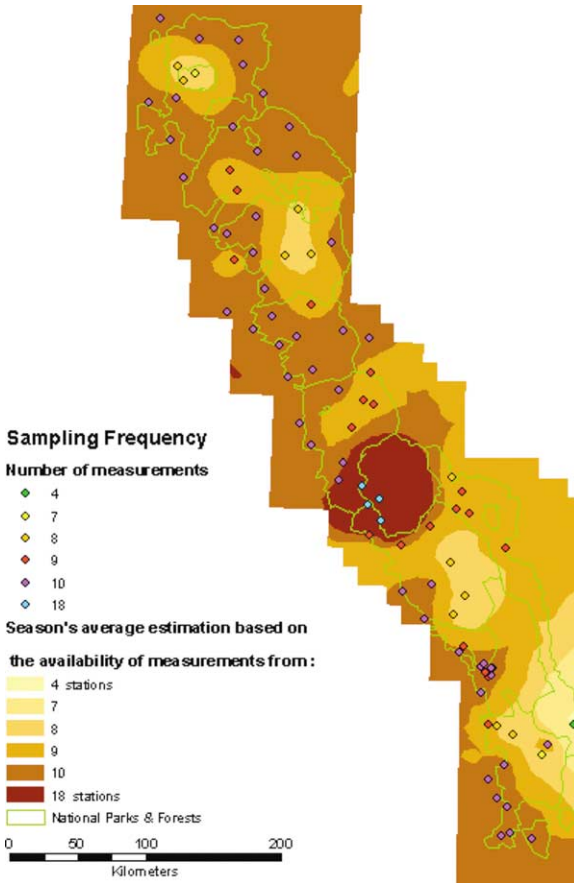 Sampling Frequency
Number of measurements
4
7
8
9
10
18
Season's average estimation based on
the availability of measurements from:
4 stations
7
8
9
10
18 stations
National Parks & Forests
0 50 100 200
Kilometers